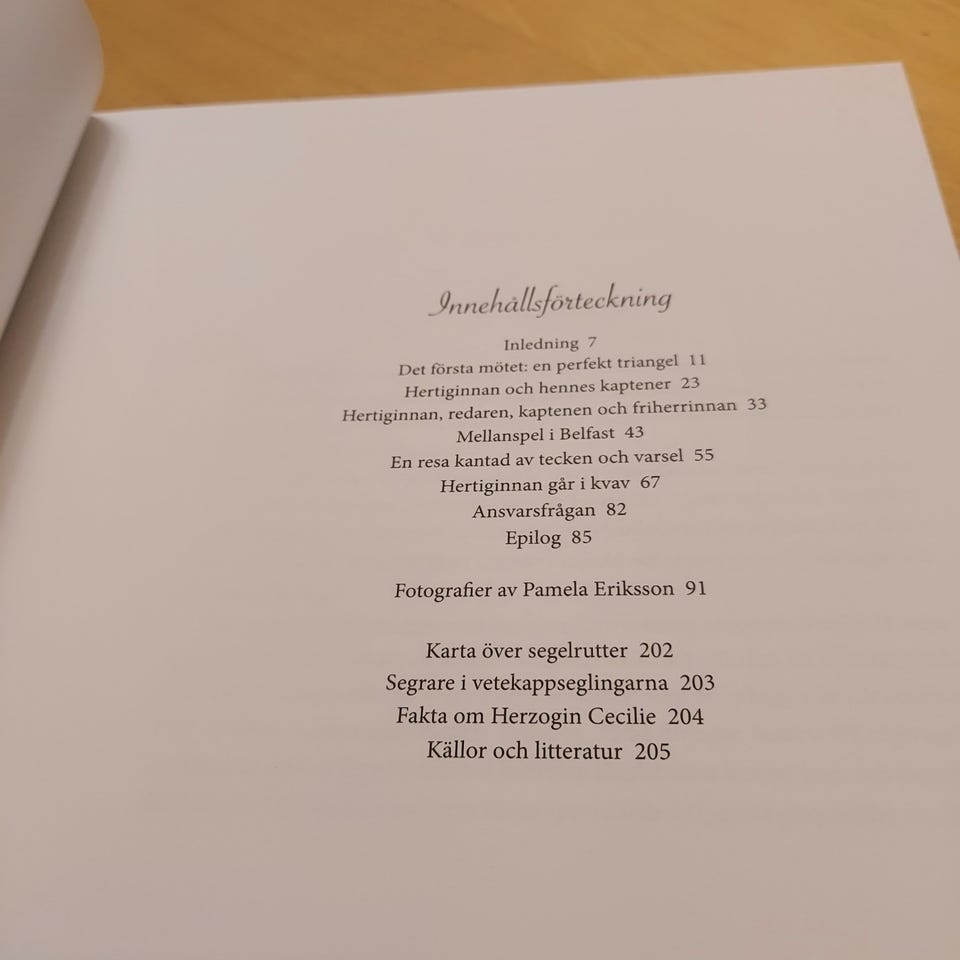 Innehållsförteckning
Inledning 7
Det första mötet: en perfekt triangel 11
Hertiginnan och hennes kaptener 23
Hertiginnan, redaren, kaptenen och friherrinnan 33
Mellanspel i Belfast 43
En resa kantad av tecken och varsel 55
Hertiginnan går i kvav 67
Ansvarsfrågan 82
Epilog 85
Fotografier av Pamela Eriksson 91
Karta över segelrutter 202
Segrare i vetekappseglingarna 203
Fakta om Herzogin Cecilie 204
Källor och litteratur 205